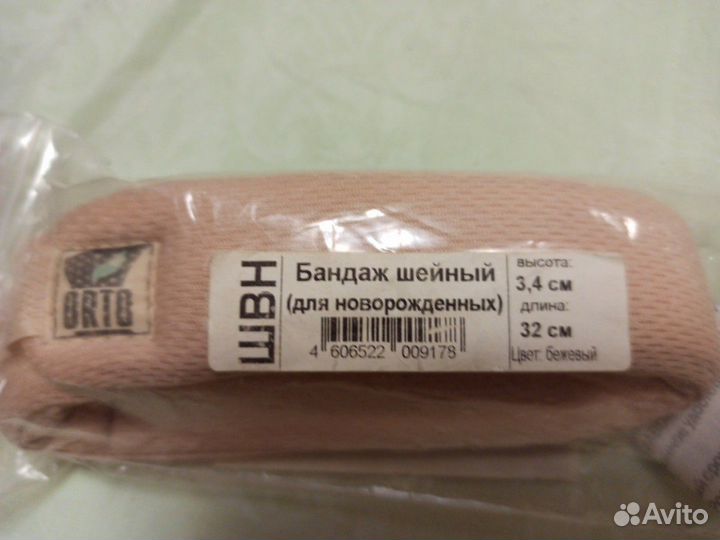 ORTO
ШВН
Бандаж шейный
(для новорожденных)
4 606522 009178
высота:
3,4 см
длина:
32 см
Цвет: бежевый
Avito